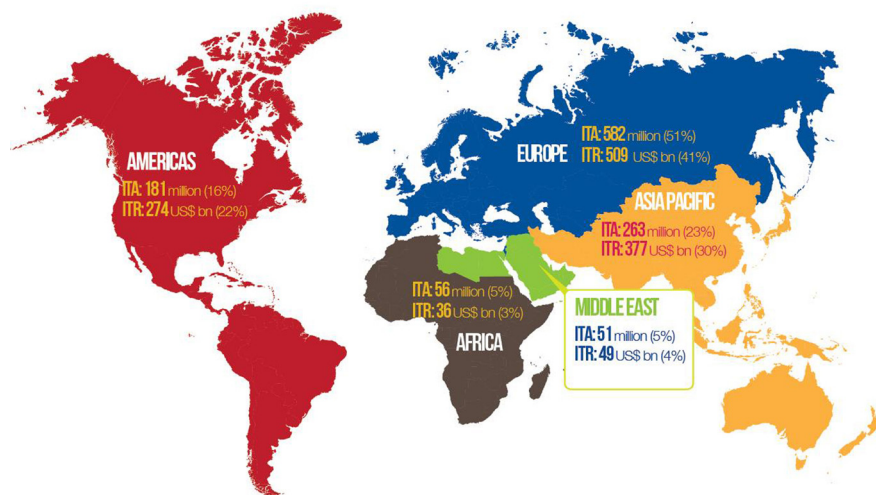 AMERICAS
ITA: 181 million (16%)
ITR: 274 US$ bn (22%)
EUROPE
ITA: 582 million (51%)
ITR: 509 US$ bn (41%)
ASIA PACIFIC
ITA: 263 million (23%)
ITR: 377 US$ bn (30%)
ITA: 56 million (5%)
ITR: 36 US$ bn (3%)
AFRICA
MIDDLE EAST
ITA: 51 million (5%)
ITR: 49 US$ bn (4%)